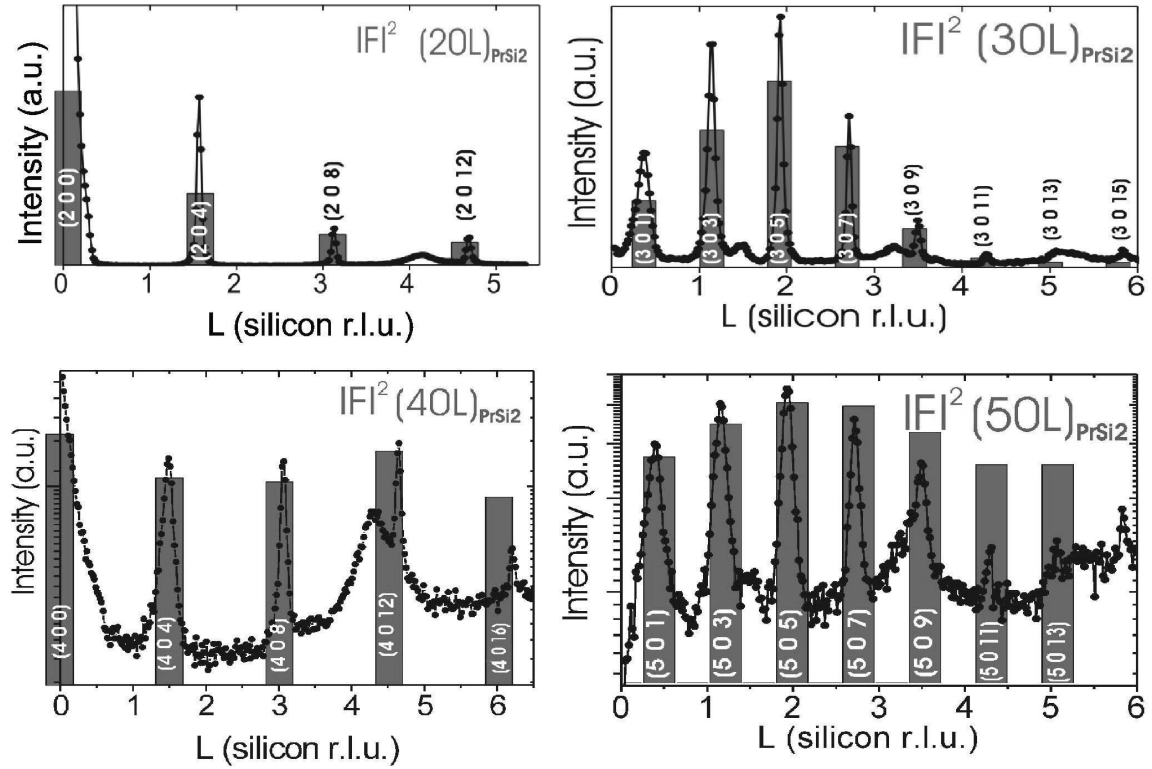 |F|² (20L)PrSi2
Intensity (a.u.)
(2 0 0)
(2 0 4)
(2 0 8)
(2 0 12)
0 1 2 3 4 5
L (silicon r.l.u.)
|F|² (30L)PrSi2
Intensity (a.u.)
(3 0 1)
(3 0 3)
(3 0 5)
(3 0 7)
(3 0 9)
(3 0 11)
(3 0 13)
(3 0 15)
0 1 2 3 4 5 6
L (silicon r.l.u.)
|F|² (40L)PrSi2
Intensity (a.u.)
(4 0 0)
(4 0 4)
(4 0 8)
(4 0 12)
(4 0 16)
0 1 2 3 4 5 6
L (silicon r.l.u.)
|F|² (50L)PrSi2
Intensity (a.u.)
(5 0 1)
(5 0 3)
(5 0 5)
(5 0 7)
(5 0 9)
(5 0 11)
(5 0 13)
0 1 2 3 4 5 6
L (silicon r.l.u.)